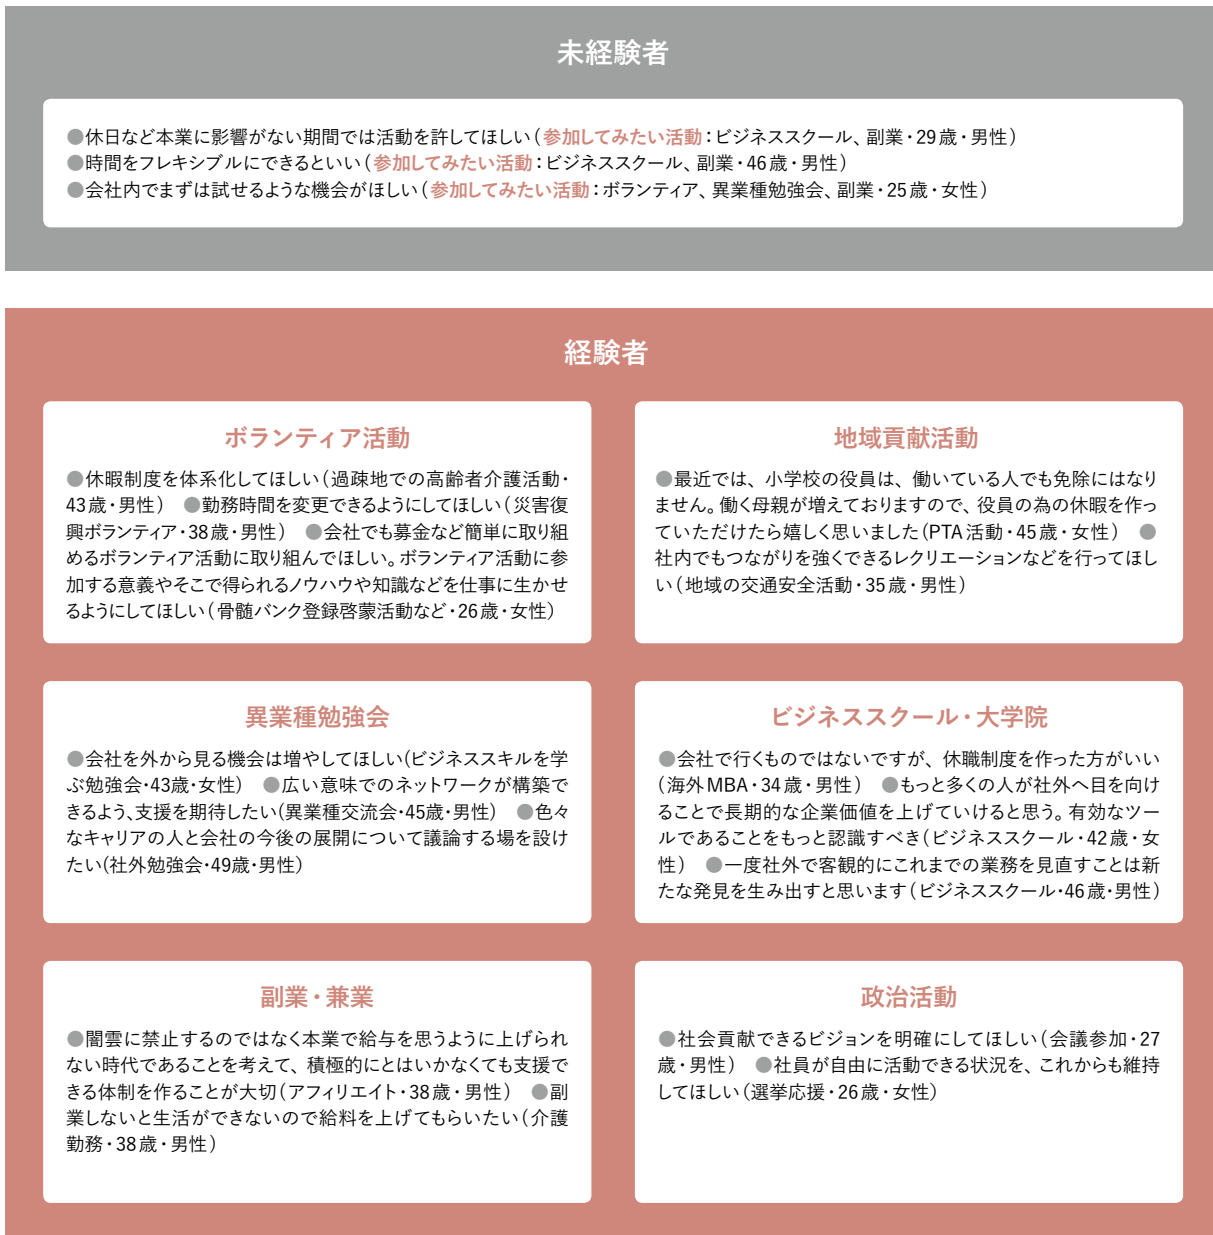 未経験者
●休日など本業に影響がない期間では活動を許してほしい（参加してみたい活動：ビジネススクール、副業・29歳・男性）
●時間をフレキシブルにできるといい（参加してみたい活動：ビジネススクール、副業・46歳・男性）
●会社内でまずは試せるような機会がほしい（参加してみたい活動：ボランティア、異業種勉強会、副業・25歳・女性）
経験者
ボランティア活動
●休暇制度を体系化してほしい（過疎地での高齢者介護活動・
43歳・男性）　●勤務時間を変更できるようにしてほしい（災害復
興ボランティア・38歳・男性）　●会社でも募金など簡単に取り組
めるボランティア活動に取り組んでほしい。ボランティア活動に参
加する意義やそこで得られるノウハウや知識などを仕事に生かせ
るようにしてほしい（骨髄バンク登録啓蒙活動など・26歳・女性）
地域貢献活動
●最近では、小学校の役員は、働いている人でも免除にはなり
ません。働く母親が増えておりますので、役員の為の休暇を作っ
ていただけたら嬉しく思いました（PTA活動・45歳・女性）　●
社内でもつながりを強くできるレクリエーションなどを行ってほし
い（地域の交通安全活動・35歳・男性）
異業種勉強会
●会社を外から見る機会は増やしてほしい(ビジネススキルを学
ぶ勉強会・43歳・女性）　●広い意味でのネットワークが構築で
きるよう、支援を期待したい(異業種交流会・45歳・男性）　●色々
なキャリアの人と会社の今後の展開について議論する場を設け
たい(社外勉強会・49歳・男性）
ビジネススクール・大学院
●会社で行くものではないですが、休職制度を作った方がいい
（海外MBA・34歳・男性）　●もっと多くの人が社外へ目を向け
ることで長期的な企業価値を上げていけると思う。有効なツー
ルであることをもっと認識すべき（ビジネススクール・42歳・女
性）　●一度社外で客観的にこれまでの業務を見直すことは新
たな発見を生み出すと思います（ビジネススクール・46歳・男性）
副業・兼業
●闇雲に禁止するのではなく本業で給与を思うように上げられ
ない時代であることを考えて、積極的にとはいかなくても支援で
きる体制を作ることが大切（アフィリエイト・38歳・男性）　●副
業しないと生活ができないので給料を上げてもらいたい（介護
勤務・38歳・男性）
政治活動
●社会貢献できるビジョンを明確にしてほしい（会議参加・27
歳・男性）　●社員が自由に活動できる状況を、これからも維持
してほしい（選挙応援・26歳・女性）